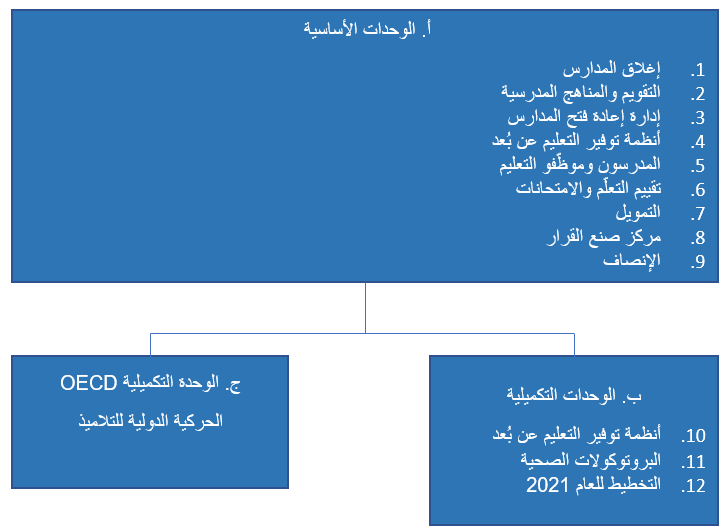 أ. الوحدات الأساسية
1. إغلاق المدارس
2. التقويم والمناهج المدرسية
3. إدارة إعادة فتح المدارس
4. أنظمة توفير التعليم عن بُعد
5. المدرسون وموظّفو التعليم
6. تقييم التعلّم والامتحانات
7. التمويل
8. مركز صنع القرار
9. الإنصاف
ب. الوحدات التكميلية
10. أنظمة توفير التعليم عن بُعد
11. البروتوكولات الصحية
12. التخطيط للعام 2021
ج. الوحدة التكميلية OECD
الحركية الدولية للتلاميذ